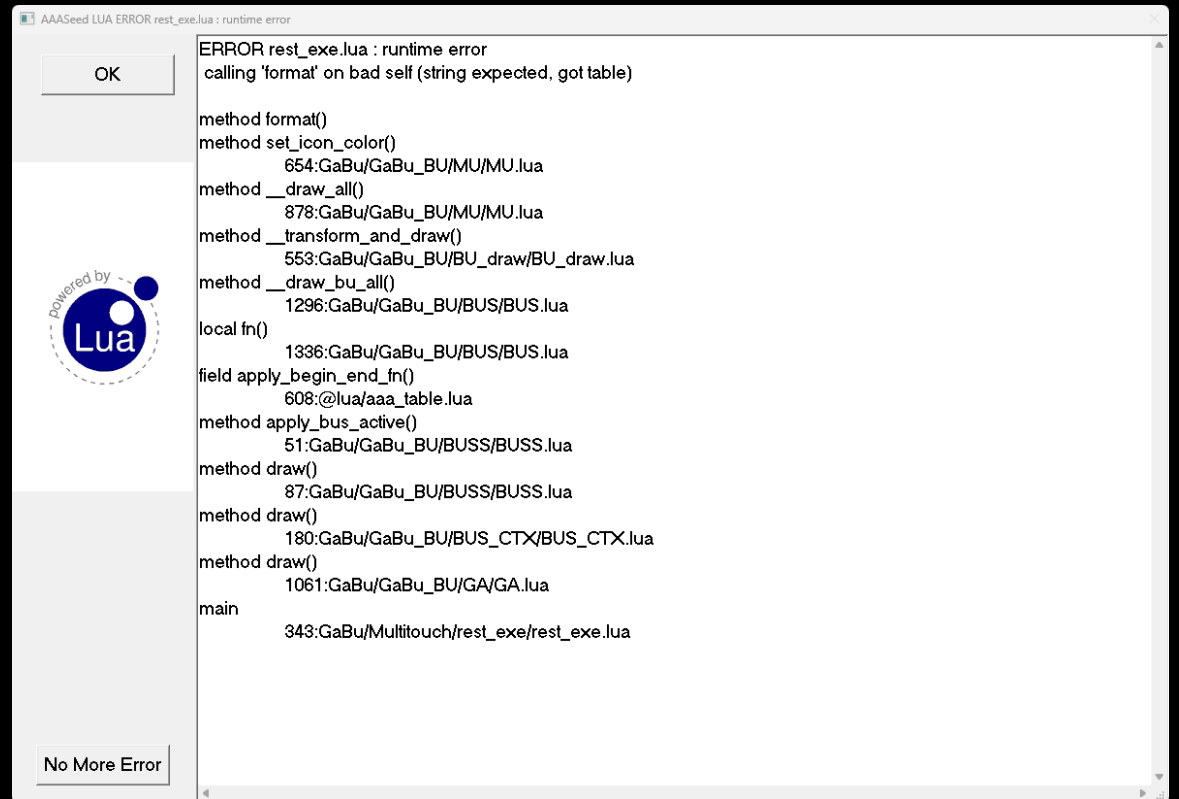 AAASeed LUA ERROR rest_exe.lua : runtime error
OK
ERROR rest_exe.lua : runtime error
calling 'format' on bad self (string expected, got table)
method format()
method set_icon_color()
654:GaBu/GaBu_BU/MU/MU.lua
method __draw_all()
878:GaBu/GaBu_BU/MU/MU.lua
method __transform_and_draw()
553:GaBu/GaBu_BU/BU_draw/BU_draw.lua
method __draw_bu_all()
1296:GaBu/GaBu_BU/BUS/BUS.lua
local fn()
1336:GaBu/GaBu_BU/BUS/BUS.lua
field apply_begin_end_fn()
608:@lua/aaa_table.lua
method apply_bus_active()
51:GaBu/GaBu_BU/BUSS/BUSS.lua
method draw()
87:GaBu/GaBu_BU/BUSS/BUSS.lua
method draw()
180:GaBu/GaBu_BU/BUS_CTX/BUS_CTX.lua
method draw()
1061:GaBu/GaBu_BU/GA/GA.lua
main
343:GaBu/Multitouch/rest_exe/rest_exe.lua
powered by
Lua
No More Error